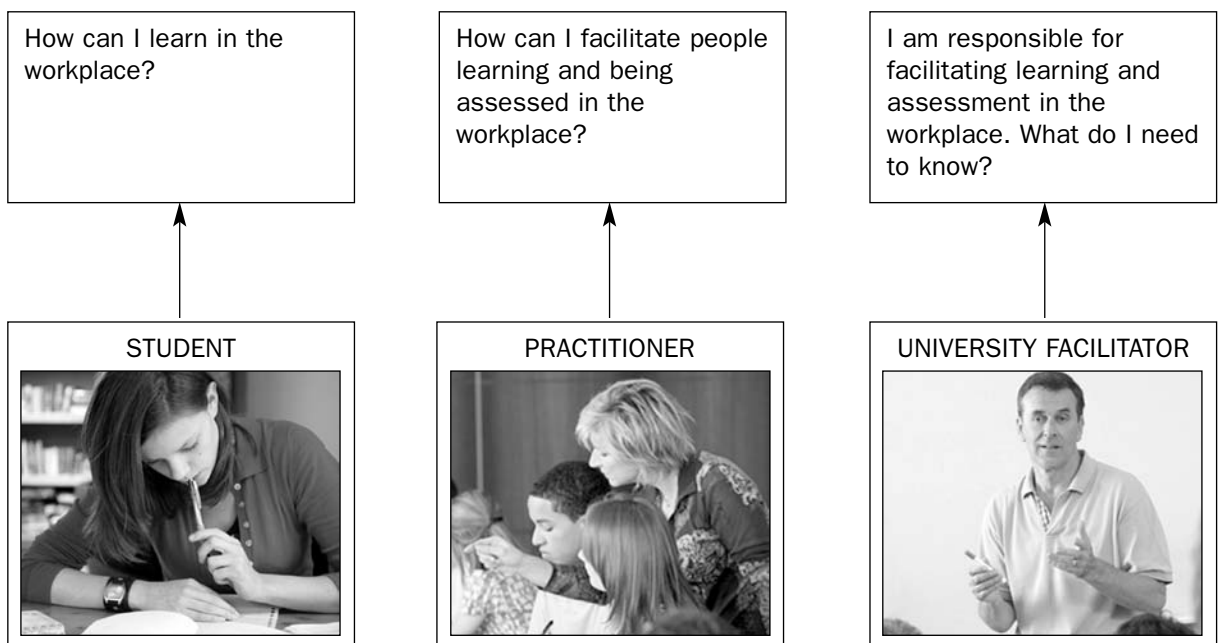 How can I learn in the
workplace?
How can I facilitate people
learning and being
assessed in the
workplace?
I am responsible for
facilitating learning and
assessment in the
workplace. What do I need
to know?
STUDENT
PRACTITIONER
UNIVERSITY FACILITATOR